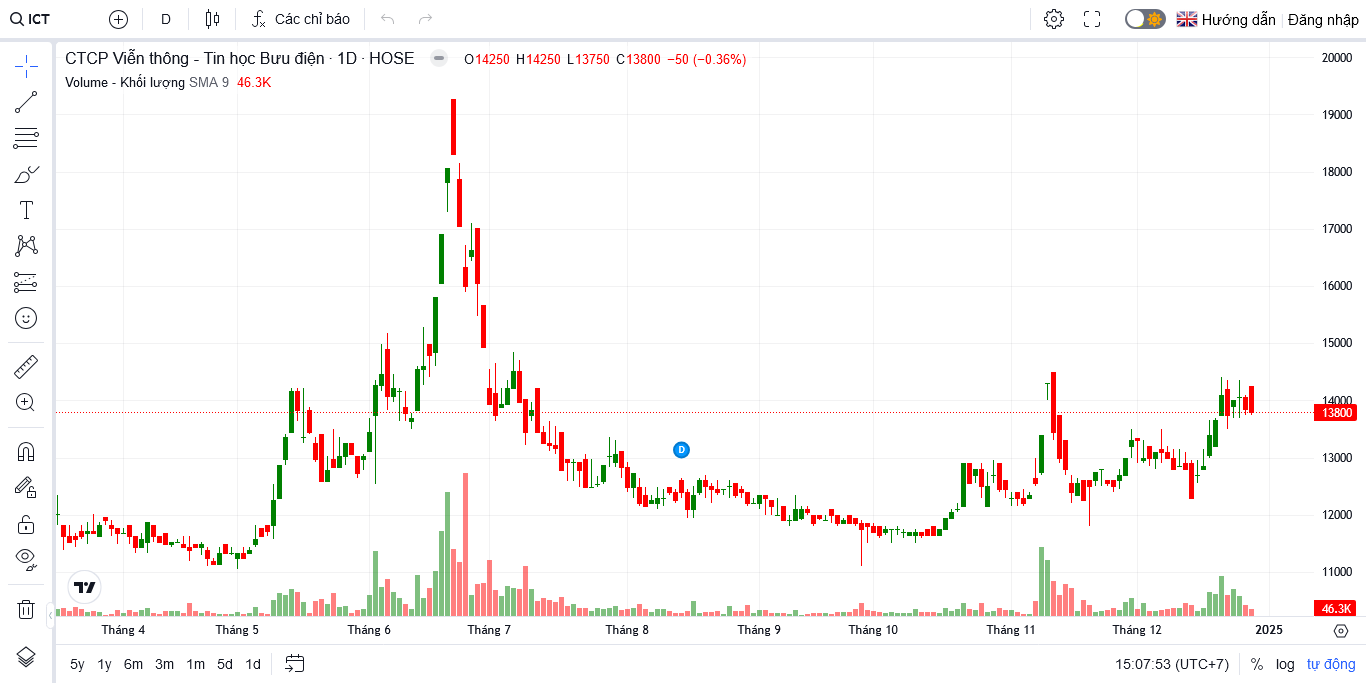 ICT D Các chỉ báo Hướng dẫn Đăng nhập
CTCP Viễn thông - Tin học Bưu điện · 1D · HOSE O14250 H14250 L13750 C13800 −50 (−0.36%)
Volume - Khối lượng SMA 9 46.3K
20000
19000
18000
17000
16000
15000
14000
13800
13000
12000
11000
46.3K
D
Tháng 4 Tháng 5 Tháng 6 Tháng 7 Tháng 8 Tháng 9 Tháng 10 Tháng 11 Tháng 12 2025
5y 1y 6m 3m 1m 5d 1d 15:07:53 (UTC+7) % log tự động